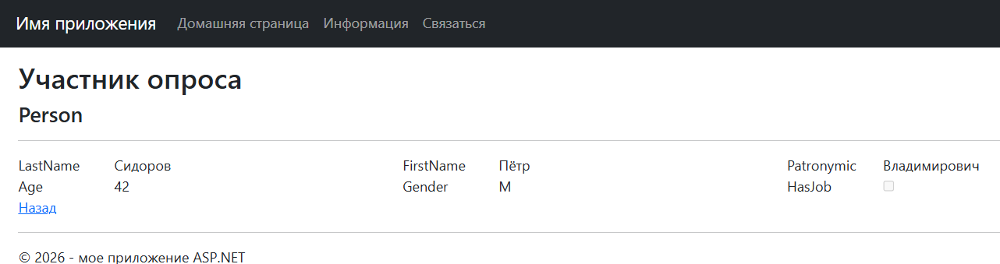 Имя приложения Домашняя страница Информация Связаться
Участник опроса
Person
LastName Сидоров FirstName Пётр Patronymic Владимирович
Age 42 Gender М HasJob
Назад
© 2026 - мое приложение ASP.NET